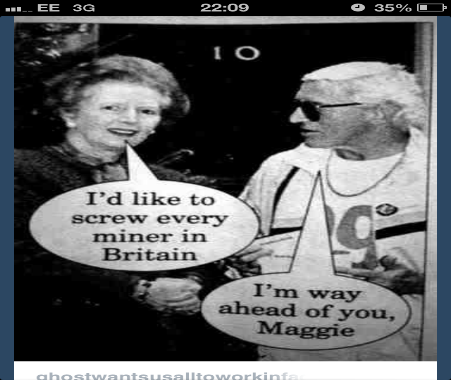 EE 3G 22:09 35%
10
I'd like to
screw every
miner in
Britain
I'm way
ahead of you,
Maggie